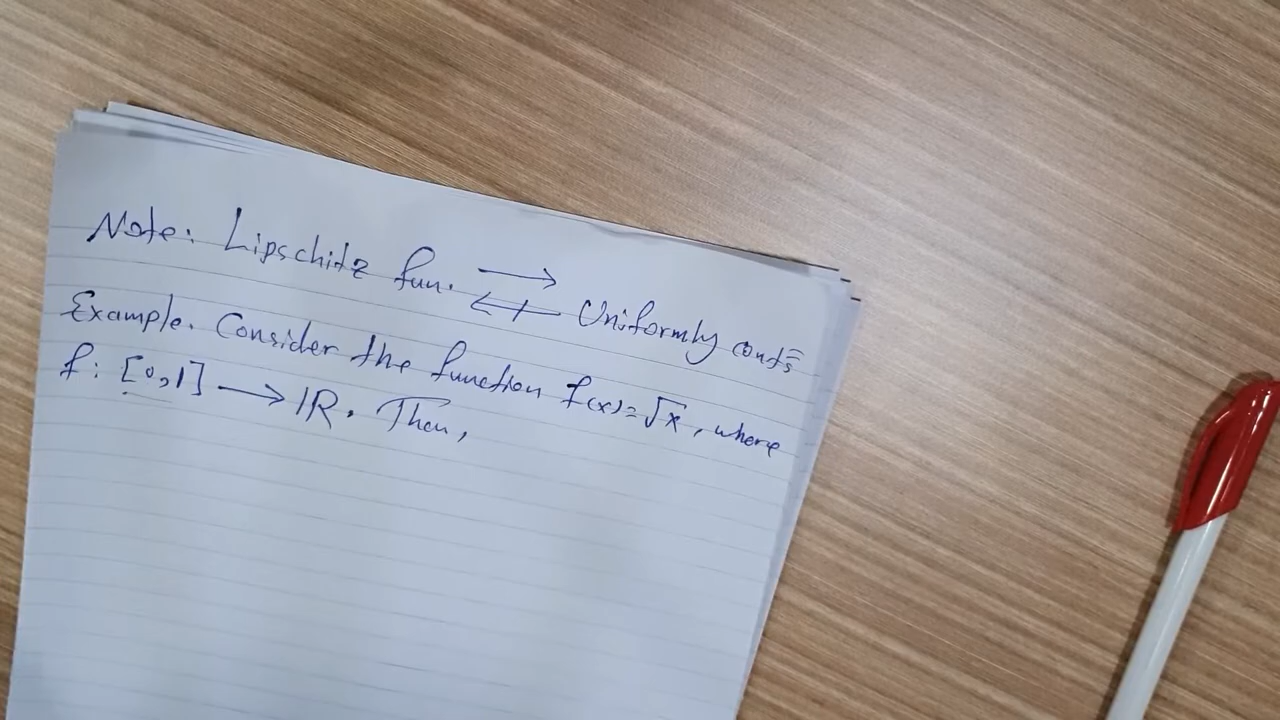 Note: Lipschitz fun. → ↚ Uniformly conts
Example. Consider the function f(x)=√x, where
f: [0,1] → IR. Then,